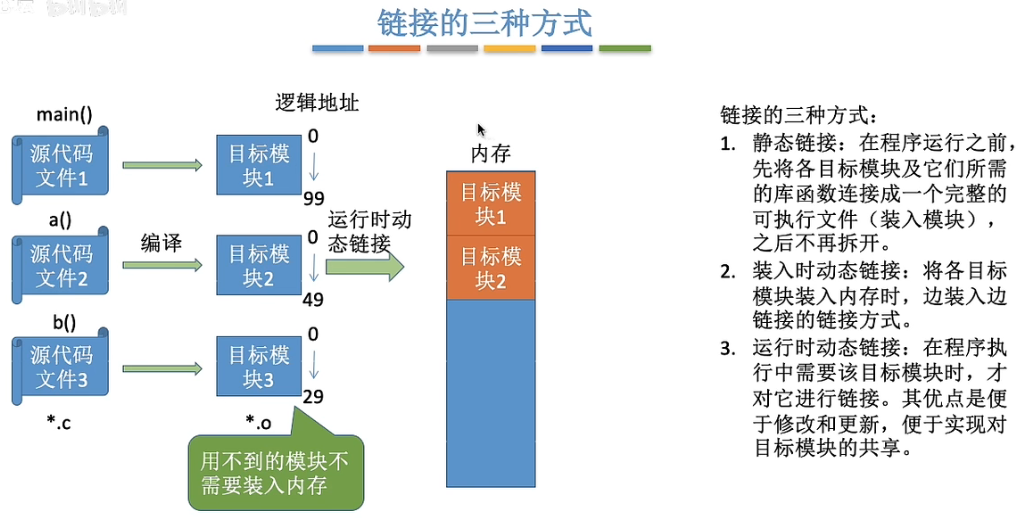 链接的三种方式
main()
源代码
文件1
a()
源代码
文件2
b()
源代码
文件3
*.c
编译
逻辑地址
目标模
块1
0
99
目标模
块2
0
49
目标模
块3
0
29
*.o
用不到的模块不
需要装入内存
运行时动
态链接
内存
目标模
块1
目标模
块2
链接的三种方式：
1. 静态链接：在程序运行之前，
先将各目标模块及它们所需
的库函数连接成一个完整的
可执行文件（装入模块），
之后不再拆开。
2. 装入时动态链接：将各目标
模块装入内存时，边装入边
链接的链接方式。
3. 运行时动态链接：在程序执
行中需要该目标模块时，才
对它进行链接。其优点是便
于修改和更新，便于实现对
目标模块的共享。